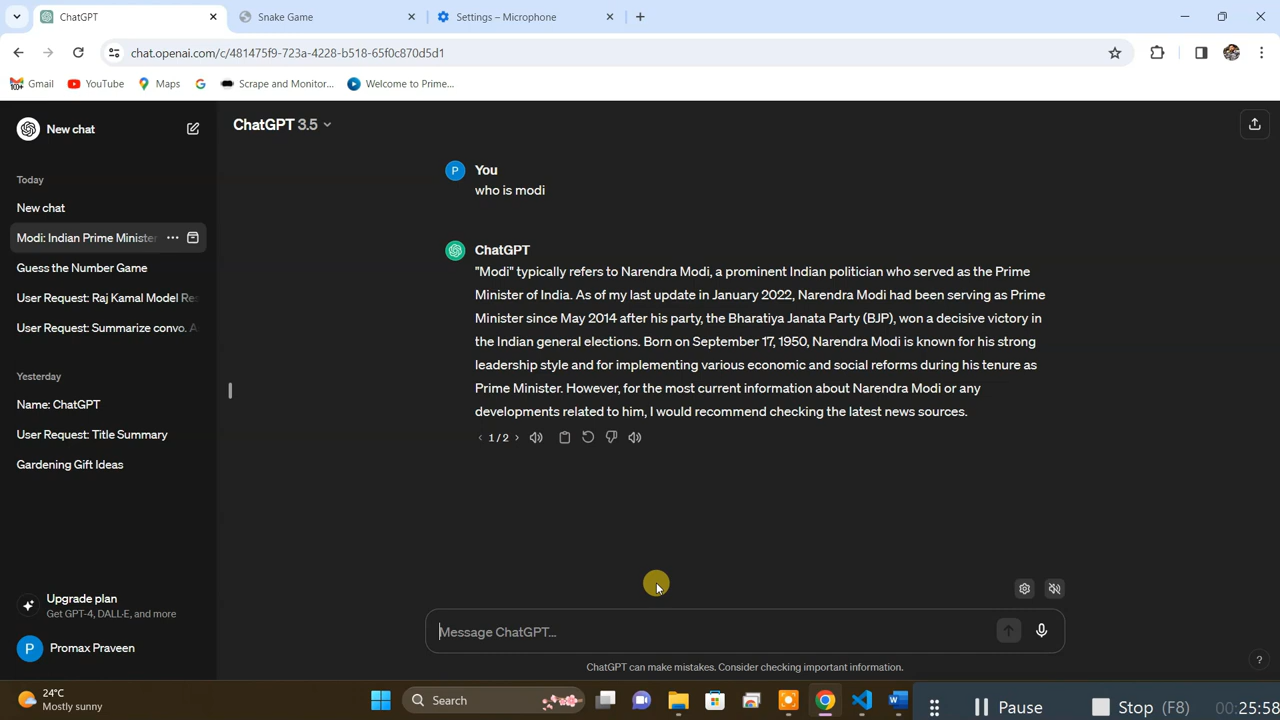 ChatGPT
Snake Game
Settings – Microphone
chat.openai.com/c/481475f9-723a-4228-b518-65f0c870d5d1
Gmail
YouTube
Maps
Scrape and Monitor...
Welcome to Prime...
New chat
ChatGPT 3.5
Today
New chat
Modi: Indian Prime Minister
Guess the Number Game
User Request: Raj Kamal Model Re
User Request: Summarize convo. A
Yesterday
Name: ChatGPT
User Request: Title Summary
Gardening Gift Ideas
Upgrade plan
Get GPT-4, DALL·E, and more
P
Promax Praveen
P
You
who is modi
ChatGPT
"Modi" typically refers to Narendra Modi, a prominent Indian politician who served as the Prime
Minister of India. As of my last update in January 2022, Narendra Modi had been serving as Prime
Minister since May 2014 after his party, the Bharatiya Janata Party (BJP), won a decisive victory in
the Indian general elections. Born on September 17, 1950, Narendra Modi is known for his strong
leadership style and for implementing various economic and social reforms during his tenure as
Prime Minister. However, for the most current information about Narendra Modi or any
developments related to him, I would recommend checking the latest news sources.
1/2
Message ChatGPT...
ChatGPT can make mistakes. Consider checking important information.
?
24°C
Mostly sunny
Search
Pause
Stop (F8)
00:25:58